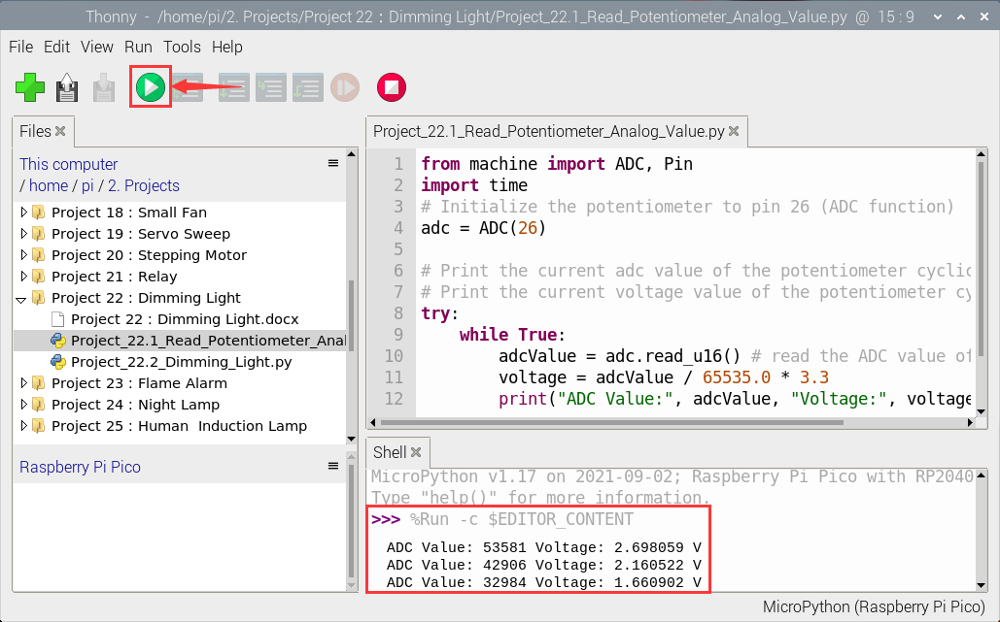 Thonny - /home/pi/2. Projects/Project 22 : Dimming Light/Project_22.1_Read_Potentiometer_Analog_Value.py @ 15 : 9
File Edit View Run Tools Help
Files
This computer
/ home / pi / 2. Projects
Project 18 : Small Fan
Project 19 : Servo Sweep
Project 20 : Stepping Motor
Project 21 : Relay
Project 22 : Dimming Light
Project 22 : Dimming Light.docx
Project_22.1_Read_Potentiometer_Anal
Project_22.2_Dimming_Light.py
Project 23 : Flame Alarm
Project 24 : Night Lamp
Project 25 : Human  Induction Lamp
Raspberry Pi Pico
Project_22.1_Read_Potentiometer_Analog_Value.py
1 from machine import ADC, Pin
2 import time
3 # Initialize the potentiometer to pin 26 (ADC function)
4 adc = ADC(26)
5
6 # Print the current adc value of the potentiometer cyclic
7 # Print the current voltage value of the potentiometer cy
8 try:
9 while True:
10 adcValue = adc.read_u16() # read the ADC value of
11 voltage = adcValue / 65535.0 * 3.3
12 print("ADC Value:", adcValue, "Voltage:", voltage
Shell
MicroPython v1.17 on 2021-09-02; Raspberry Pi Pico with RP2040
Type "help()" for more information.
>>> %Run -c $EDITOR_CONTENT
ADC Value: 53581 Voltage: 2.698059 V
ADC Value: 42906 Voltage: 2.160522 V
ADC Value: 32984 Voltage: 1.660902 V
MicroPython (Raspberry Pi Pico)